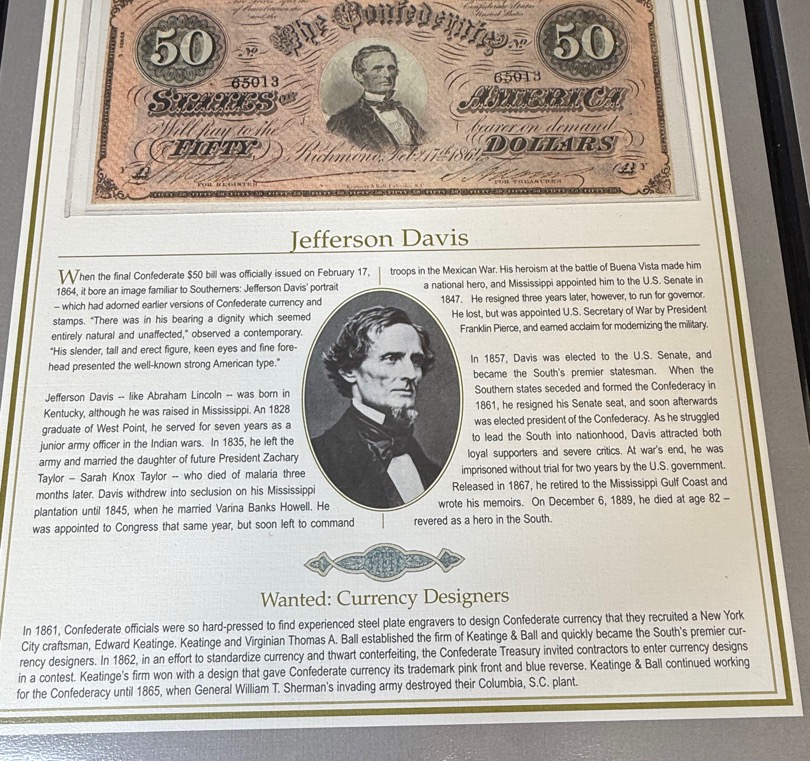 The Confederate
50
50
Nº
Nº
65013
65013
STATES OF
AMERICA
Will pay to the
bearer on demand
FIFTY
Richmond, Feb. 17th 1864
DOLLARS
FOR REGISTER
FOR TREASURER
Jefferson Davis
When the final Confederate $50 bill was officially issued on February 17,
1864, it bore an image familiar to Southerners: Jefferson Davis' portrait
– which had adorned earlier versions of Confederate currency and
stamps. "There was in his bearing a dignity which seemed
entirely natural and unaffected," observed a contemporary.
"His slender, tall and erect figure, keen eyes and fine fore-
head presented the well-known strong American type."
Jefferson Davis -- like Abraham Lincoln -- was born in
Kentucky, although he was raised in Mississippi. An 1828
graduate of West Point, he served for seven years as a
junior army officer in the Indian wars. In 1835, he left the
army and married the daughter of future President Zachary
Taylor – Sarah Knox Taylor -- who died of malaria three
months later. Davis withdrew into seclusion on his Mississippi
plantation until 1845, when he married Varina Banks Howell. He
was appointed to Congress that same year, but soon left to command
troops in the Mexican War. His heroism at the battle of Buena Vista made him
a national hero, and Mississippi appointed him to the U.S. Senate in
1847. He resigned three years later, however, to run for governor.
He lost, but was appointed U.S. Secretary of War by President
Franklin Pierce, and earned acclaim for modernizing the military.
In 1857, Davis was elected to the U.S. Senate, and
became the South's premier statesman. When the
Southern states seceded and formed the Confederacy in
1861, he resigned his Senate seat, and soon afterwards
was elected president of the Confederacy. As he struggled
to lead the South into nationhood, Davis attracted both
loyal supporters and severe critics. At war's end, he was
imprisoned without trial for two years by the U.S. government.
Released in 1867, he retired to the Mississippi Gulf Coast and
wrote his memoirs. On December 6, 1889, he died at age 82 –
revered as a hero in the South.
Wanted: Currency Designers
In 1861, Confederate officials were so hard-pressed to find experienced steel plate engravers to design Confederate currency that they recruited a New York
City craftsman, Edward Keatinge. Keatinge and Virginian Thomas A. Ball established the firm of Keatinge & Ball and quickly became the South's premier cur-
rency designers. In 1862, in an effort to standardize currency and thwart conterfeiting, the Confederate Treasury invited contractors to enter currency designs
in a contest. Keatinge's firm won with a design that gave Confederate currency its trademark pink front and blue reverse. Keatinge & Ball continued working
for the Confederacy until 1865, when General William T. Sherman's invading army destroyed their Columbia, S.C. plant.